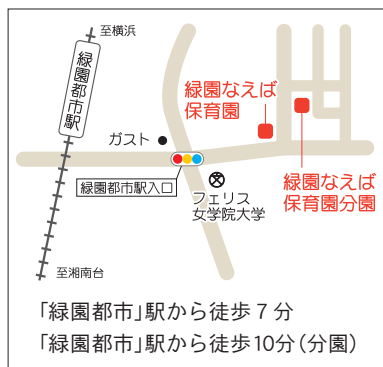 至横浜
緑園都市駅
緑園なえば
保育園
ガスト
緑園都市駅入口
緑園なえば
保育園分園
フェリス
女学院大学
至湘南台
「緑園都市」駅から徒歩7分
「緑園都市」駅から徒歩10分(分園)